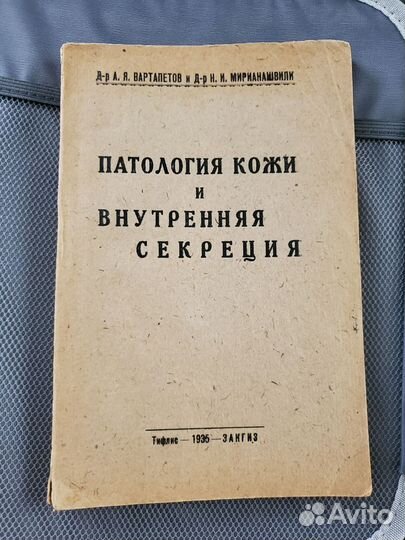 Д-р А. Я. ВАРТАПЕТОВ и Д-р Н. И. МИРИАНАШВИЛИ
ПАТОЛОГИЯ КОЖИ
И
ВНУТРЕННЯЯ
СЕКРЕЦИЯ
Тифлис — 1935 — ЗАКГИЗ
Avito